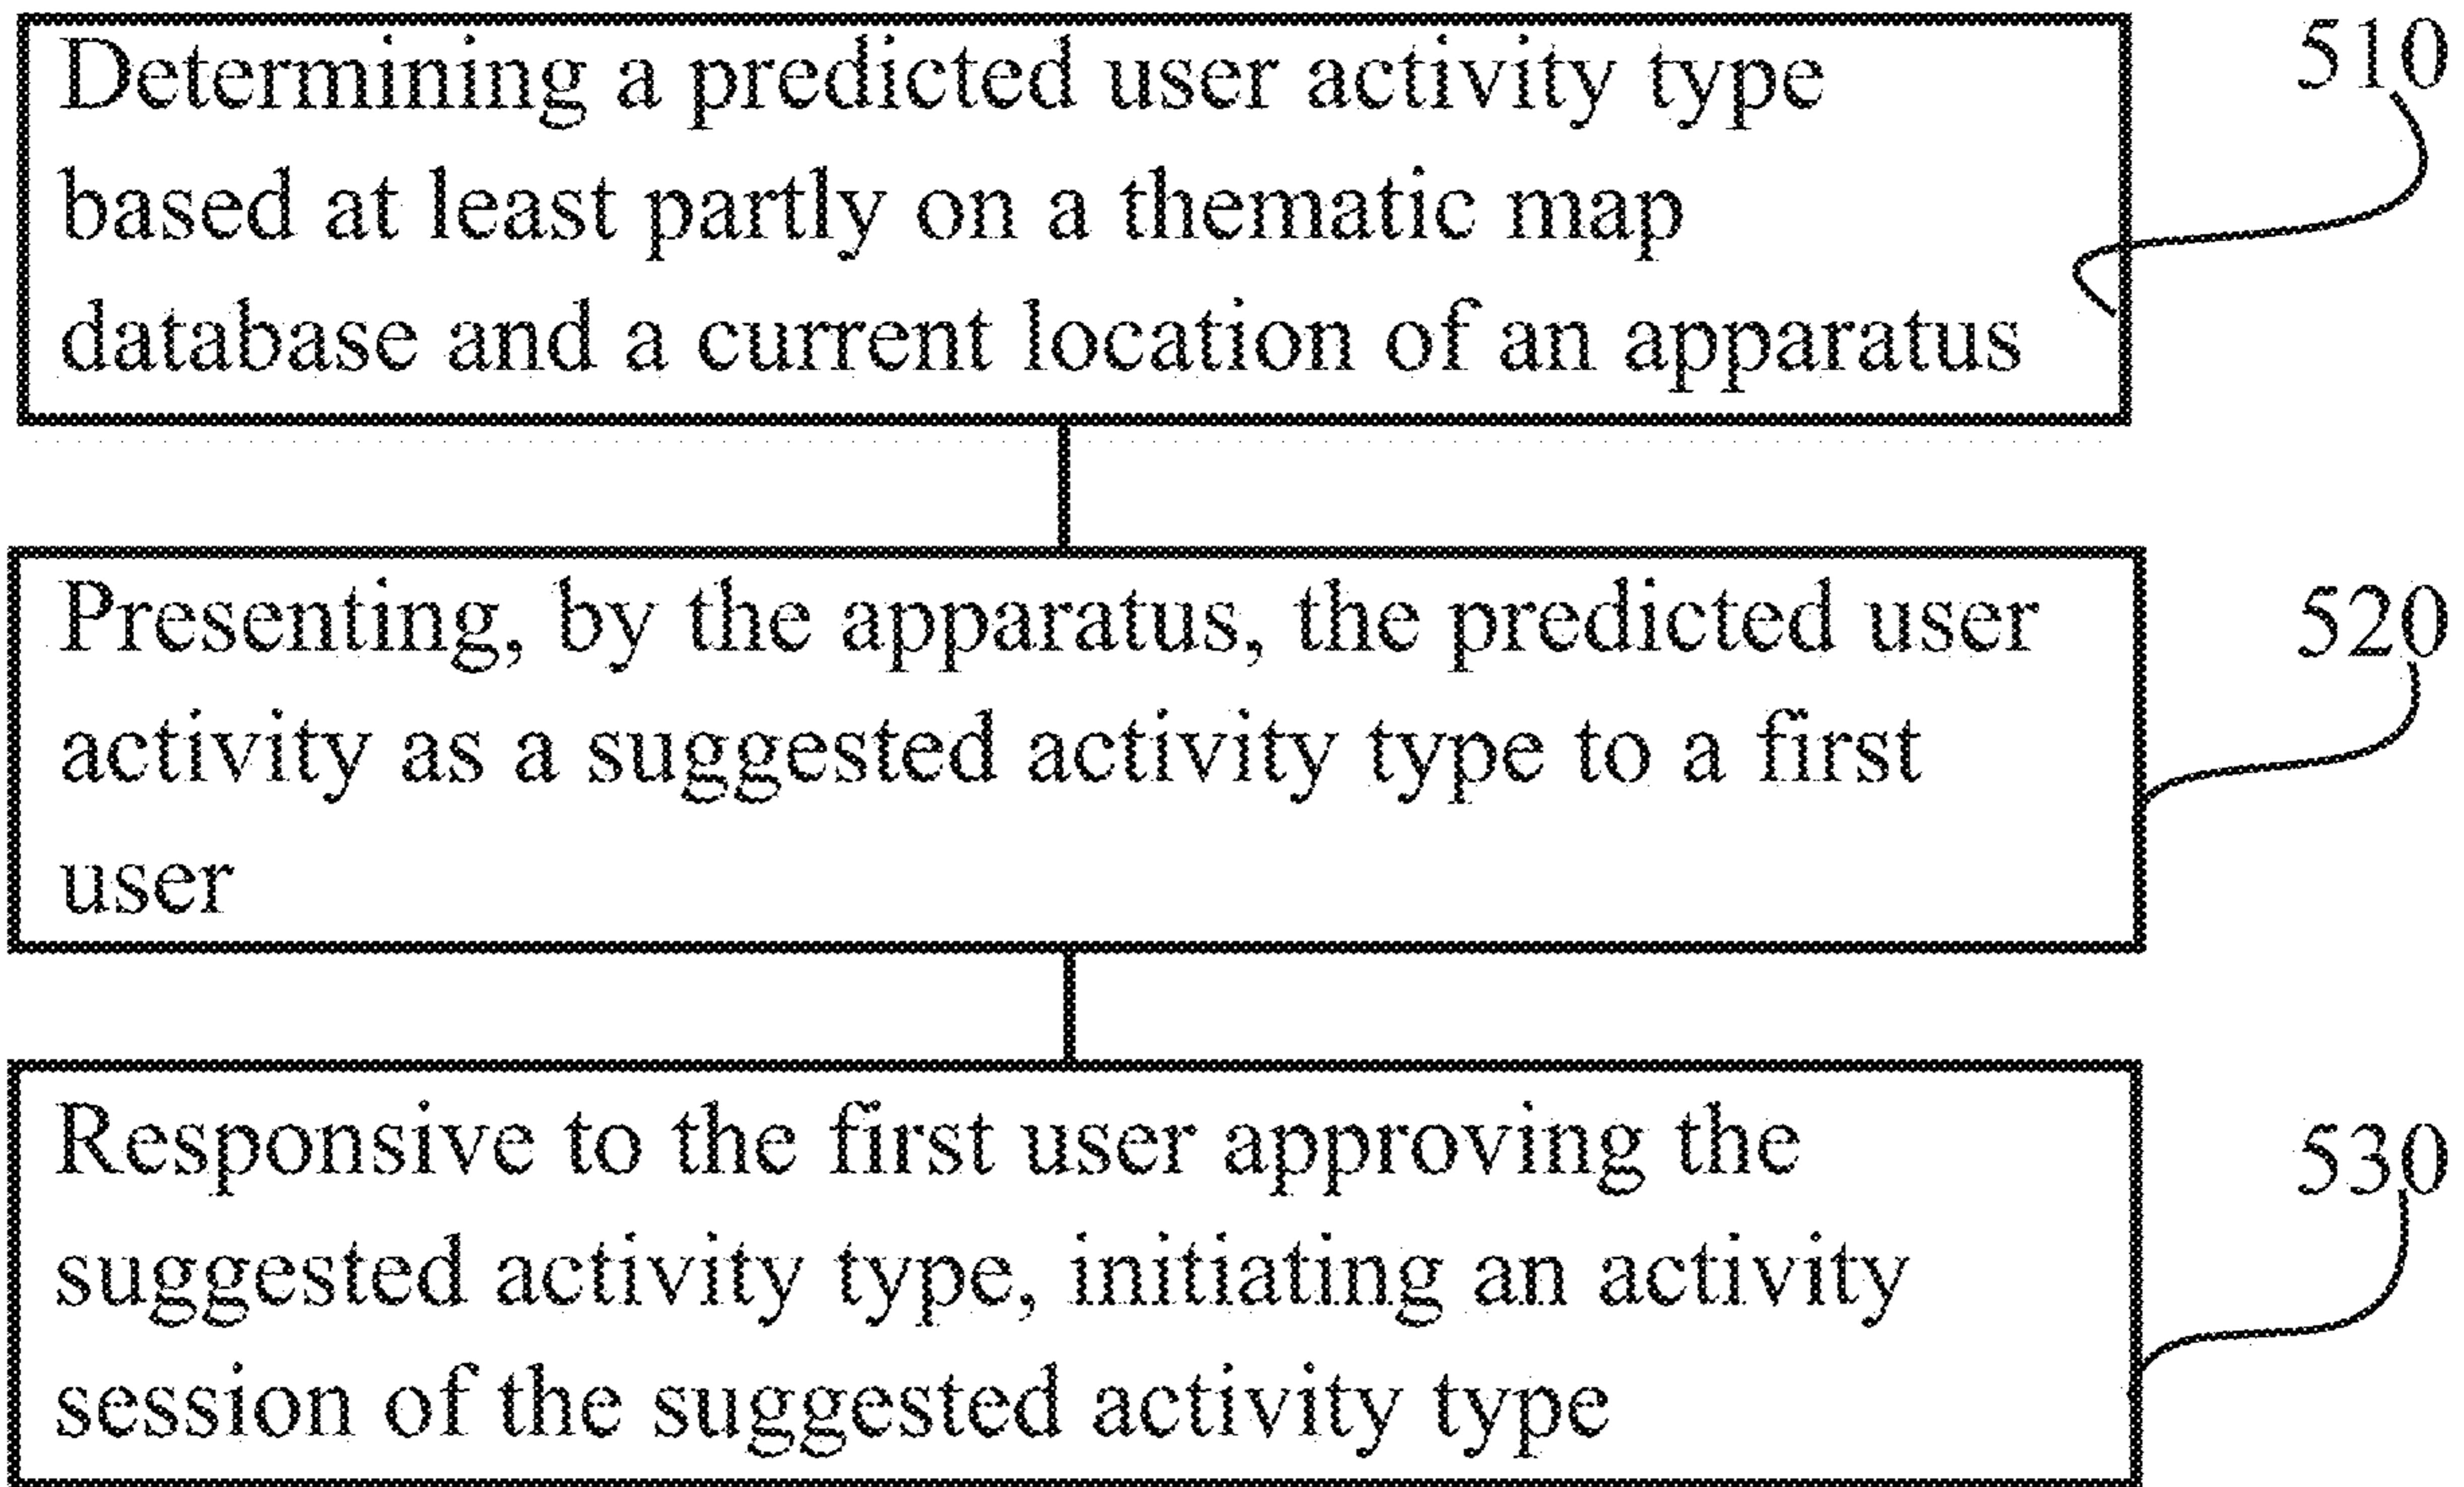 Determining a predicted user activity type
based at least partly on a thematic map
database and a current location of an apparatus
510
Presenting, by the apparatus, the predicted user
activity as a suggested activity type to a first
user
520
Responsive to the first user approving the
suggested activity type, initiating an activity
session of the suggested activity type
530